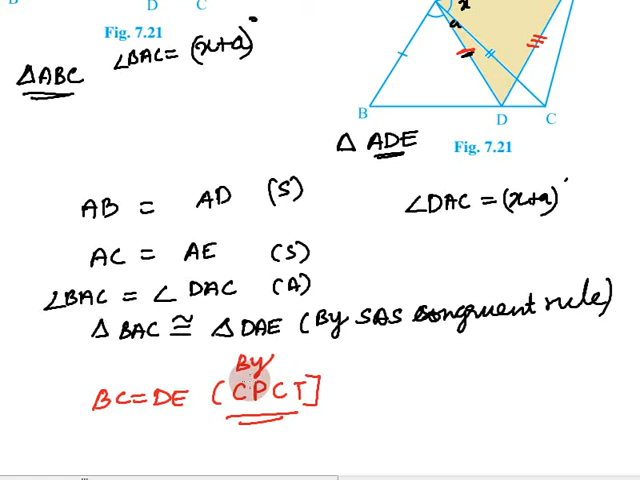 B D C
Fig. 7.21
∠BAC = (x+a)°
△ABC
x
a
B D C
△ ADE
Fig. 7.21
AB = AD (S)
∠DAC = (x+a)°
AC = AE (S)
∠BAC = ∠ DAC (A)
△ BAC ≅ △ DAE (By SAS congruent rule)
By
BC = DE ( CPCT ]